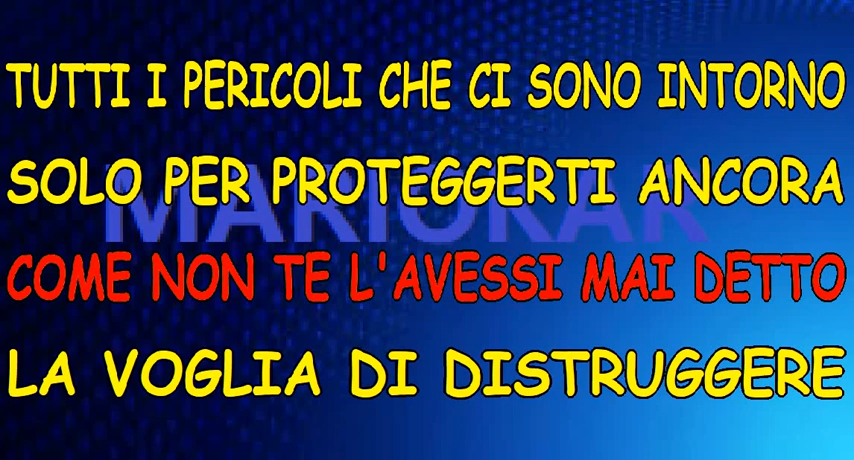 TUTTI I PERICOLI CHE CI SONO INTORNO
SOLO PER PROTEGGERTI ANCORA
MARIOKAR
COME NON TE L'AVESSI MAI DETTO
LA VOGLIA DI DISTRUGGERE